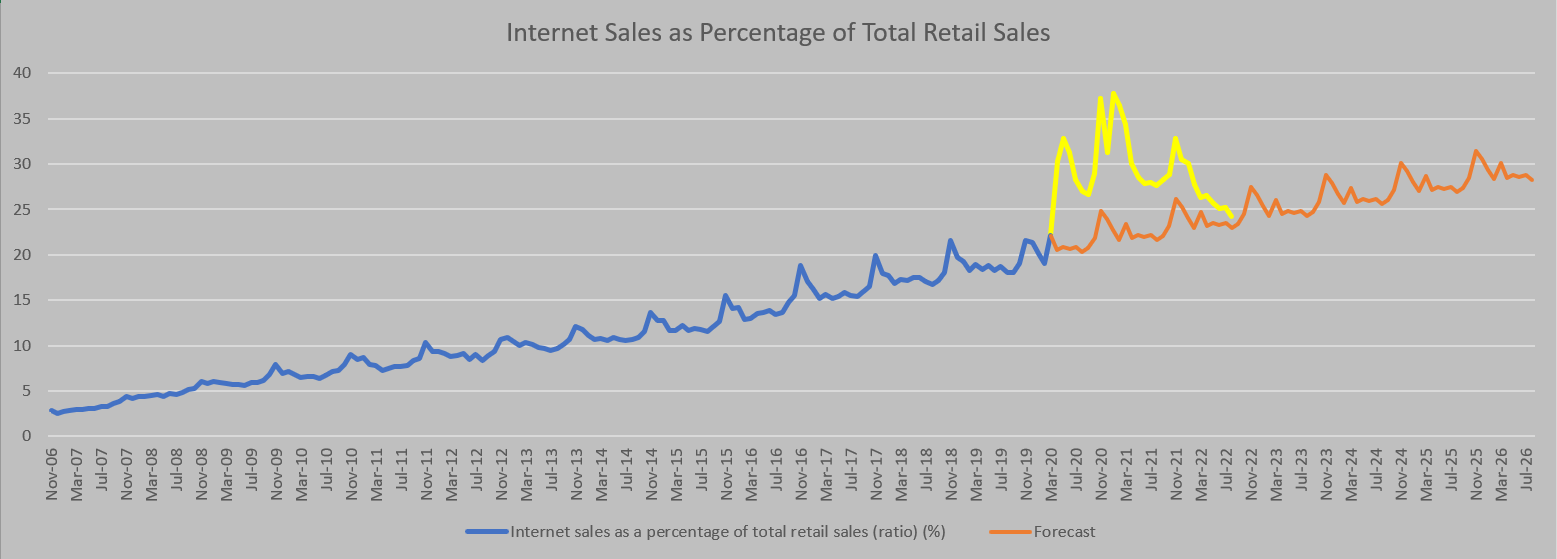 Internet Sales as Percentage of Total Retail Sales
40
35
30
25
20
15
10
5
0
Nov-06
Mar-07
Jul-07
Nov-07
Mar-08
Jul-08
Nov-08
Mar-09
Jul-09
Nov-09
Mar-10
Jul-10
Nov-10
Mar-11
Jul-11
Nov-11
Mar-12
Jul-12
Nov-12
Mar-13
Jul-13
Nov-13
Mar-14
Jul-14
Nov-14
Mar-15
Jul-15
Nov-15
Mar-16
Jul-16
Nov-16
Mar-17
Jul-17
Nov-17
Mar-18
Jul-18
Nov-18
Mar-19
Jul-19
Nov-19
Mar-20
Jul-20
Nov-20
Mar-21
Jul-21
Nov-21
Mar-22
Jul-22
Nov-22
Mar-23
Jul-23
Nov-23
Mar-24
Jul-24
Nov-24
Mar-25
Jul-25
Nov-25
Mar-26
Jul-26
Internet sales as a percentage of total retail sales (ratio) (%)
Forecast